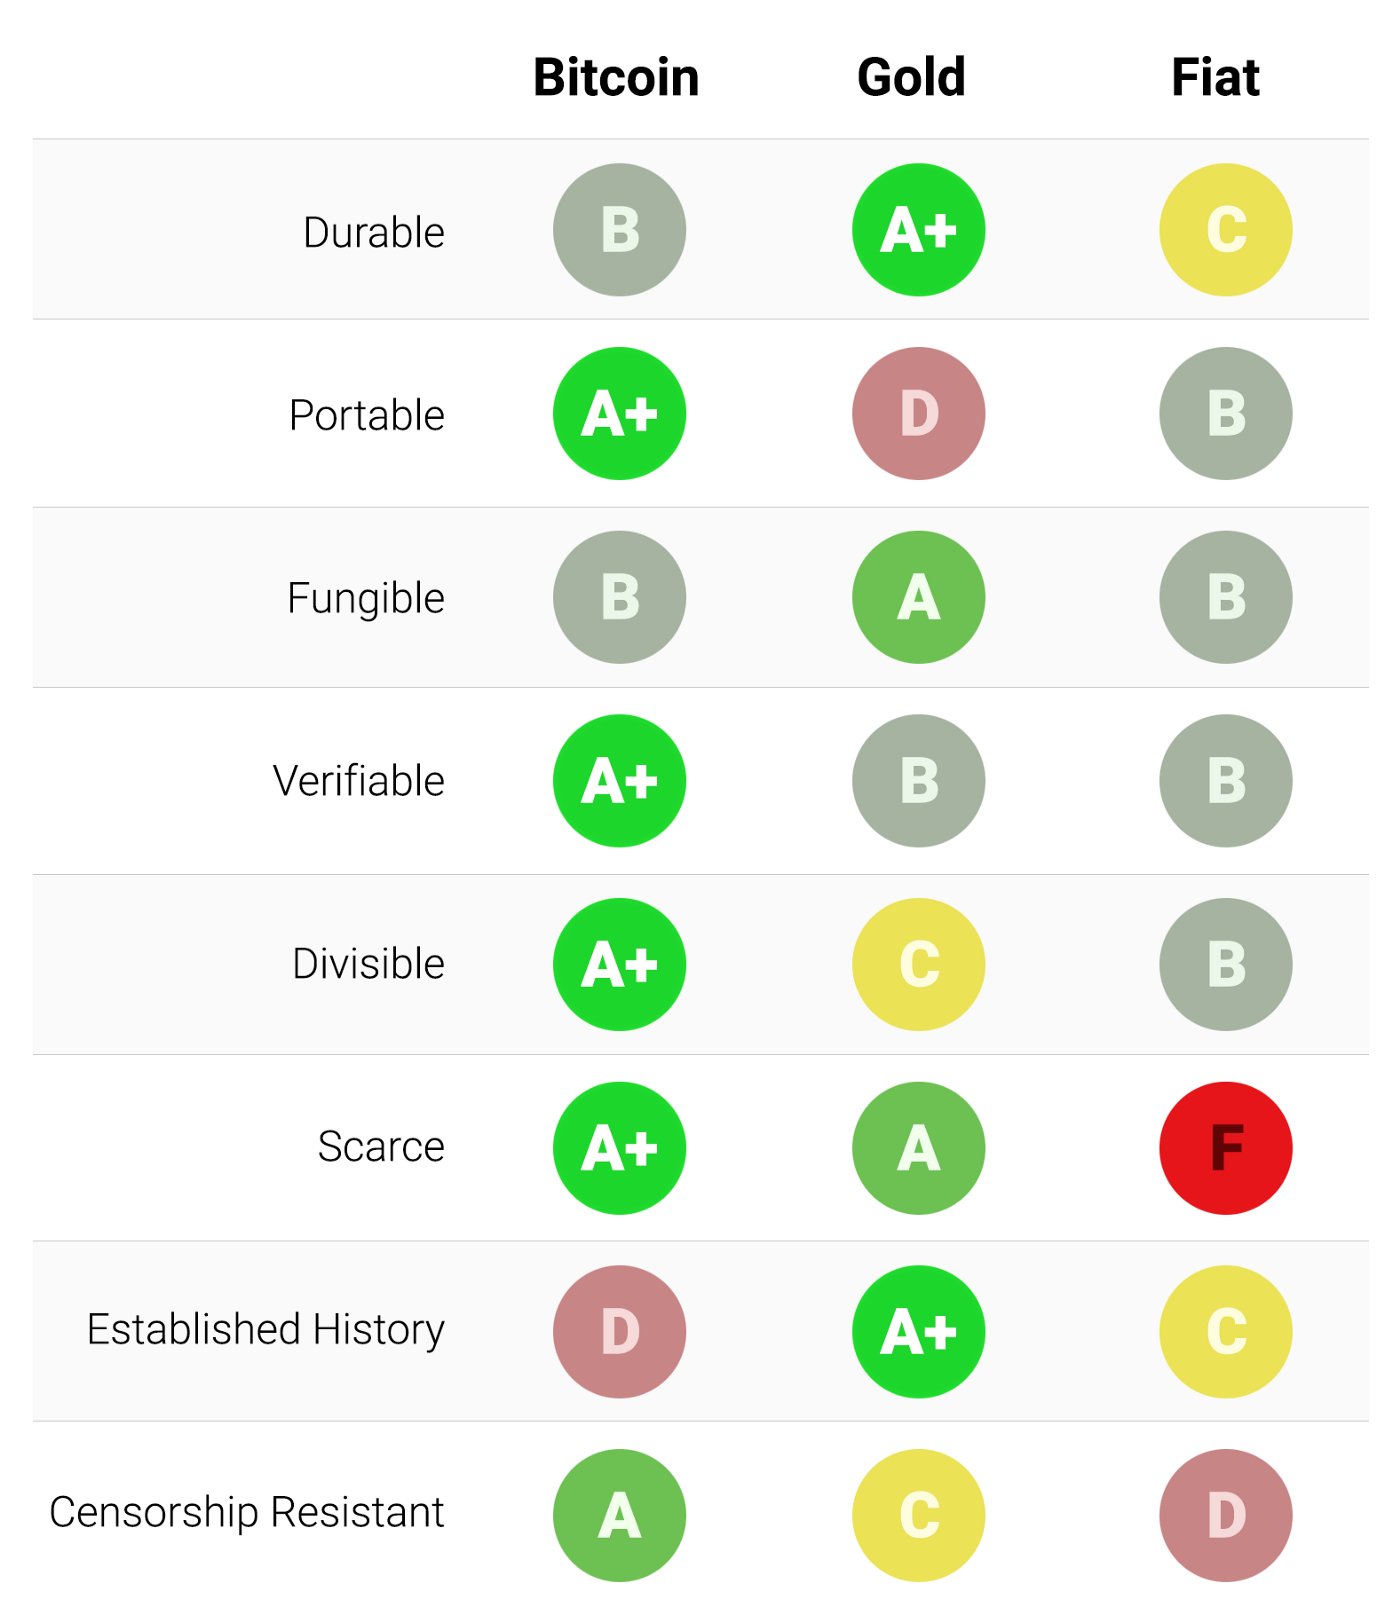 Bitcoin Gold Fiat
Durable B A+ C
Portable A+ D B
Fungible B A B
Verifiable A+ B B
Divisible A+ C B
Scarce A+ A F
Established History D A+ C
Censorship Resistant A C D